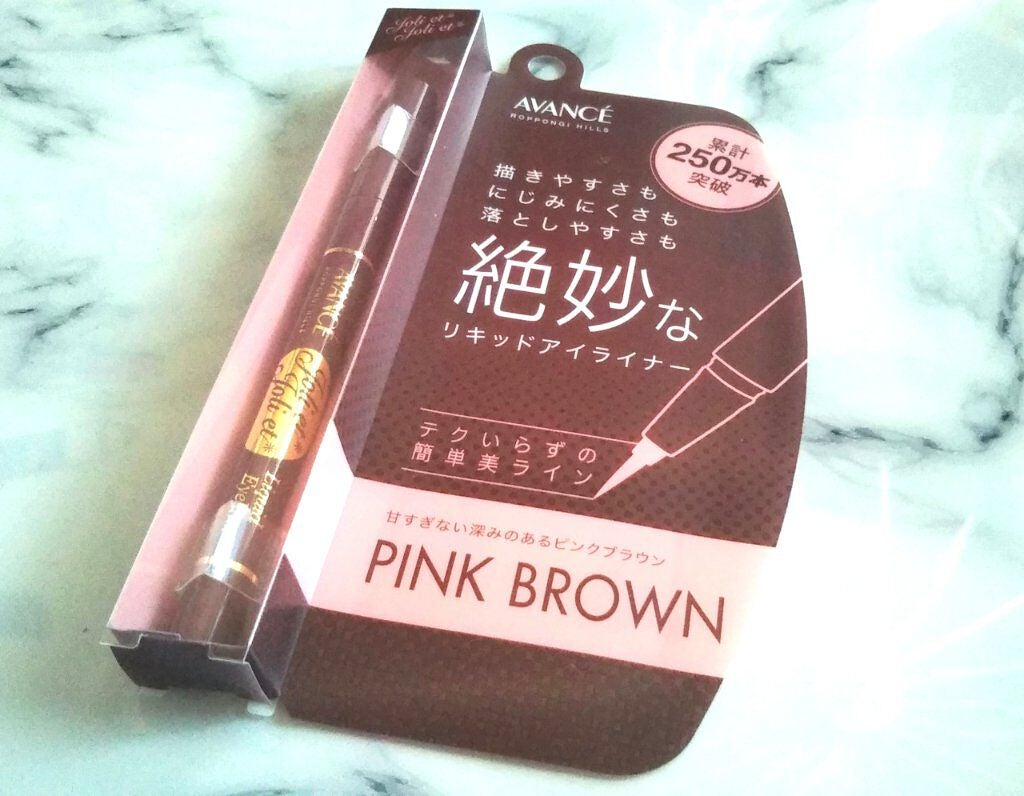 Joli et*
Joli et*
AVANCÉ
ROPPONGI HILLS
累計
250万本
突破
描きやすさも
にじみにくさも
落としやすさも
絶妙な
リキッドアイライナー
テクいらずの
簡単美ライン
甘すぎない深みのあるピンクブラウン
PINK BROWN
AVANCÉ
Joli et*
Joli et*
Liquid